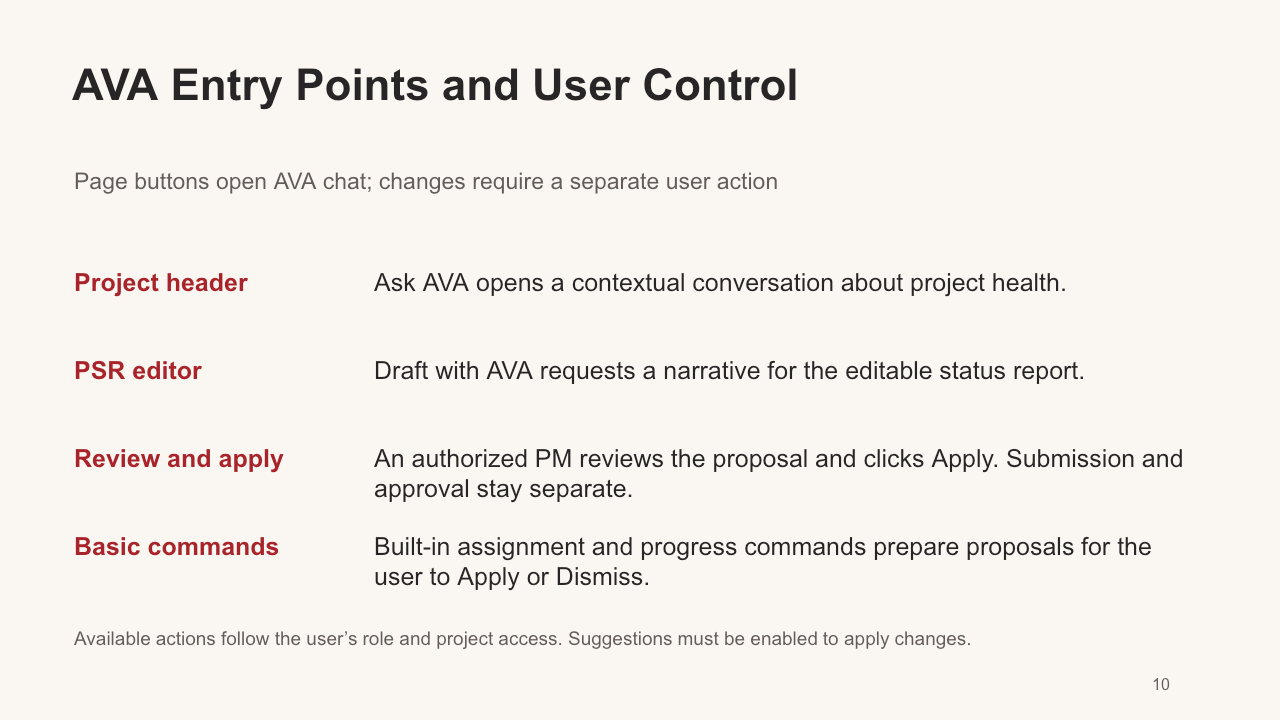 AVA Entry Points and User Control
Page buttons open AVA chat; changes require a separate user action
Project header
Ask AVA opens a contextual conversation about project health.
PSR editor
Draft with AVA requests a narrative for the editable status report.
Review and apply
An authorized PM reviews the proposal and clicks Apply. Submission and
approval stay separate.
Basic commands
Built-in assignment and progress commands prepare proposals for the
user to Apply or Dismiss.
Available actions follow the user’s role and project access. Suggestions must be enabled to apply changes.
10